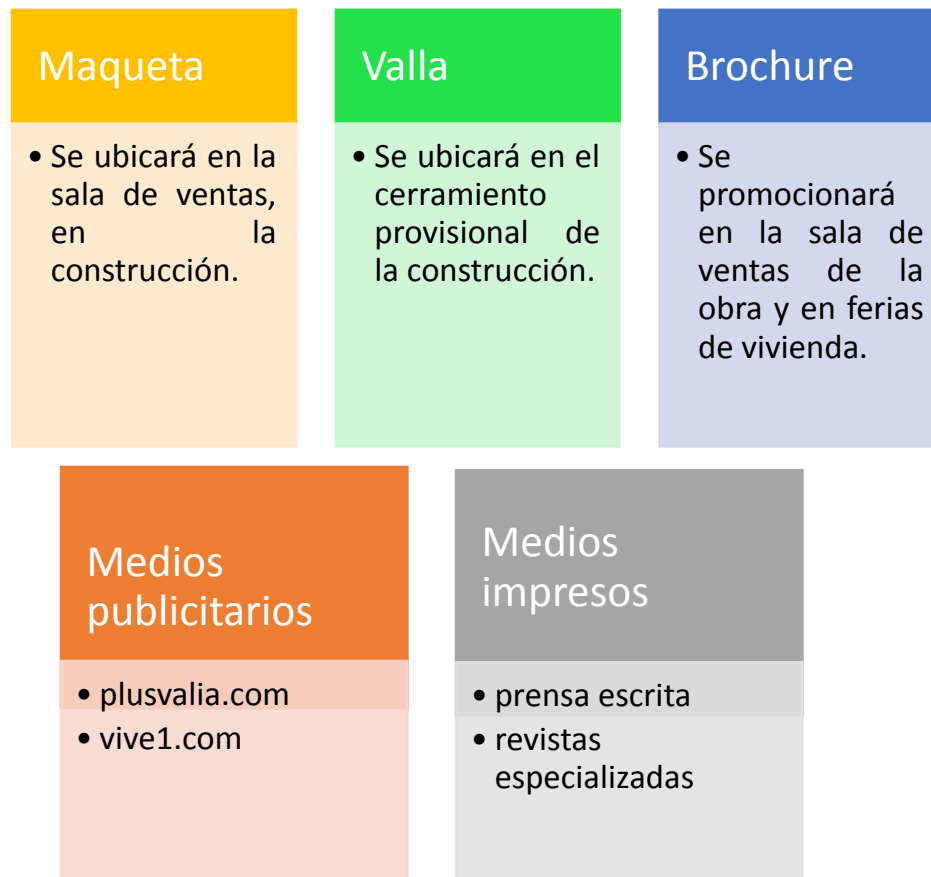 Maqueta
• Se ubicará en la
sala de ventas,
en la
construcción.
Valla
• Se ubicará en el
cerramiento
provisional de
la construcción.
Brochure
• Se
promocionará
en la sala de
ventas de la
obra y en ferias
de vivienda.
Medios
publicitarios
• plusvalia.com
• vive1.com
Medios
impresos
• prensa escrita
• revistas
especializadas